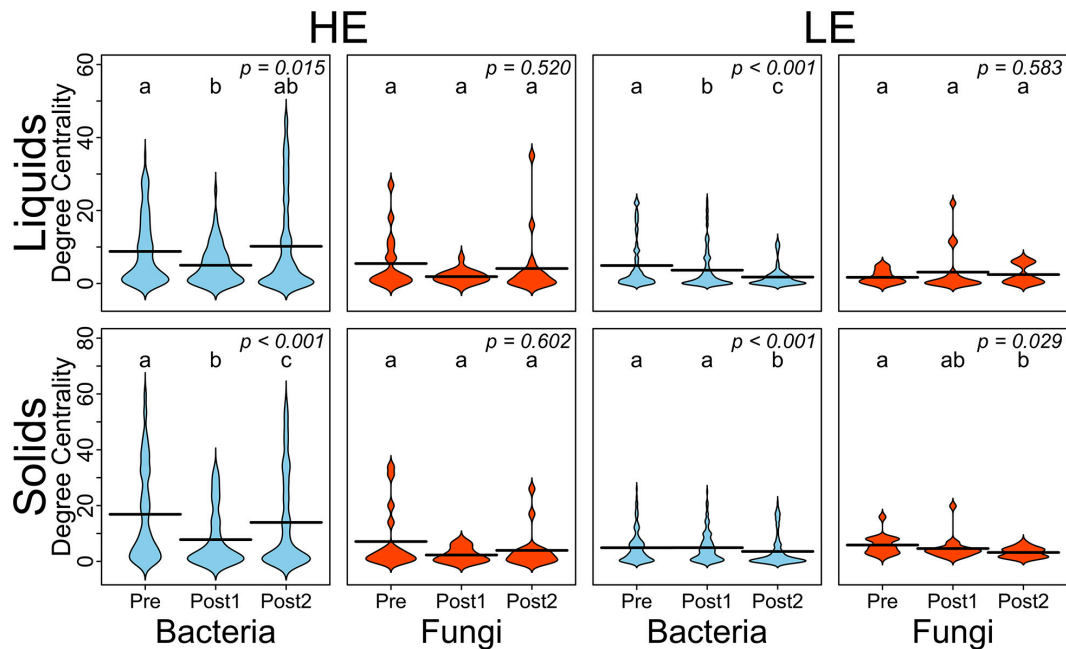 HE LE
Liquids
Degree Centrality
60
40
20
0
p = 0.015
a b ab
p = 0.520
a a a
p < 0.001
a b c
p = 0.583
a a a
Solids
Degree Centrality
80
60
40
20
0
p < 0.001
a b c
p = 0.602
a a a
p < 0.001
a a b
p = 0.029
a ab b
Pre Post1 Post2 Pre Post1 Post2 Pre Post1 Post2 Pre Post1 Post2
Bacteria Fungi Bacteria Fungi